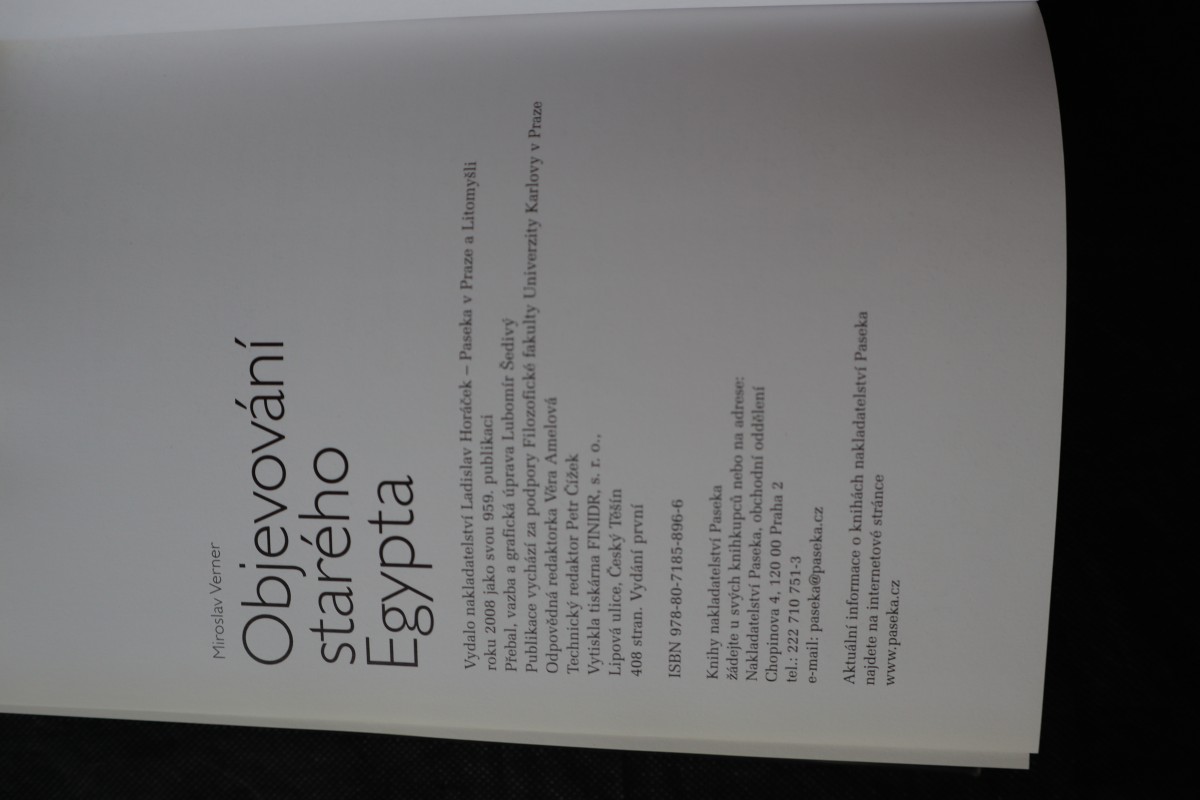 Miroslav Verner
Objevování
starého
Egypta
Vydalo nakladatelství Ladislav Horáček – Paseka v Praze a Litomyšli
roku 2008 jako svou 959. publikaci
Přebal, vazba a grafická úprava Lubomír Šedivý
Publikace vychází za podpory Filozofické fakulty Univerzity Karlovy v Praze
Odpovědná redaktorka Věra Amelová
Technický redaktor Petr Čížek
Vytiskla tiskárna FINIDR, s. r. o.,
Lípová ulice, Český Těšín
408 stran. Vydání první
ISBN 978-80-7185-896-6
Knihy nakladatelství Paseka
žádejte u svých knihkupců nebo na adrese:
Nakladatelství Paseka, obchodní oddělení
Chopinova 4, 120 00 Praha 2
tel.: 222 710 751-3
e-mail: paseka@paseka.cz
Aktuální informace o knihách nakladatelství Paseka
najdete na internetové stránce
www.paseka.cz